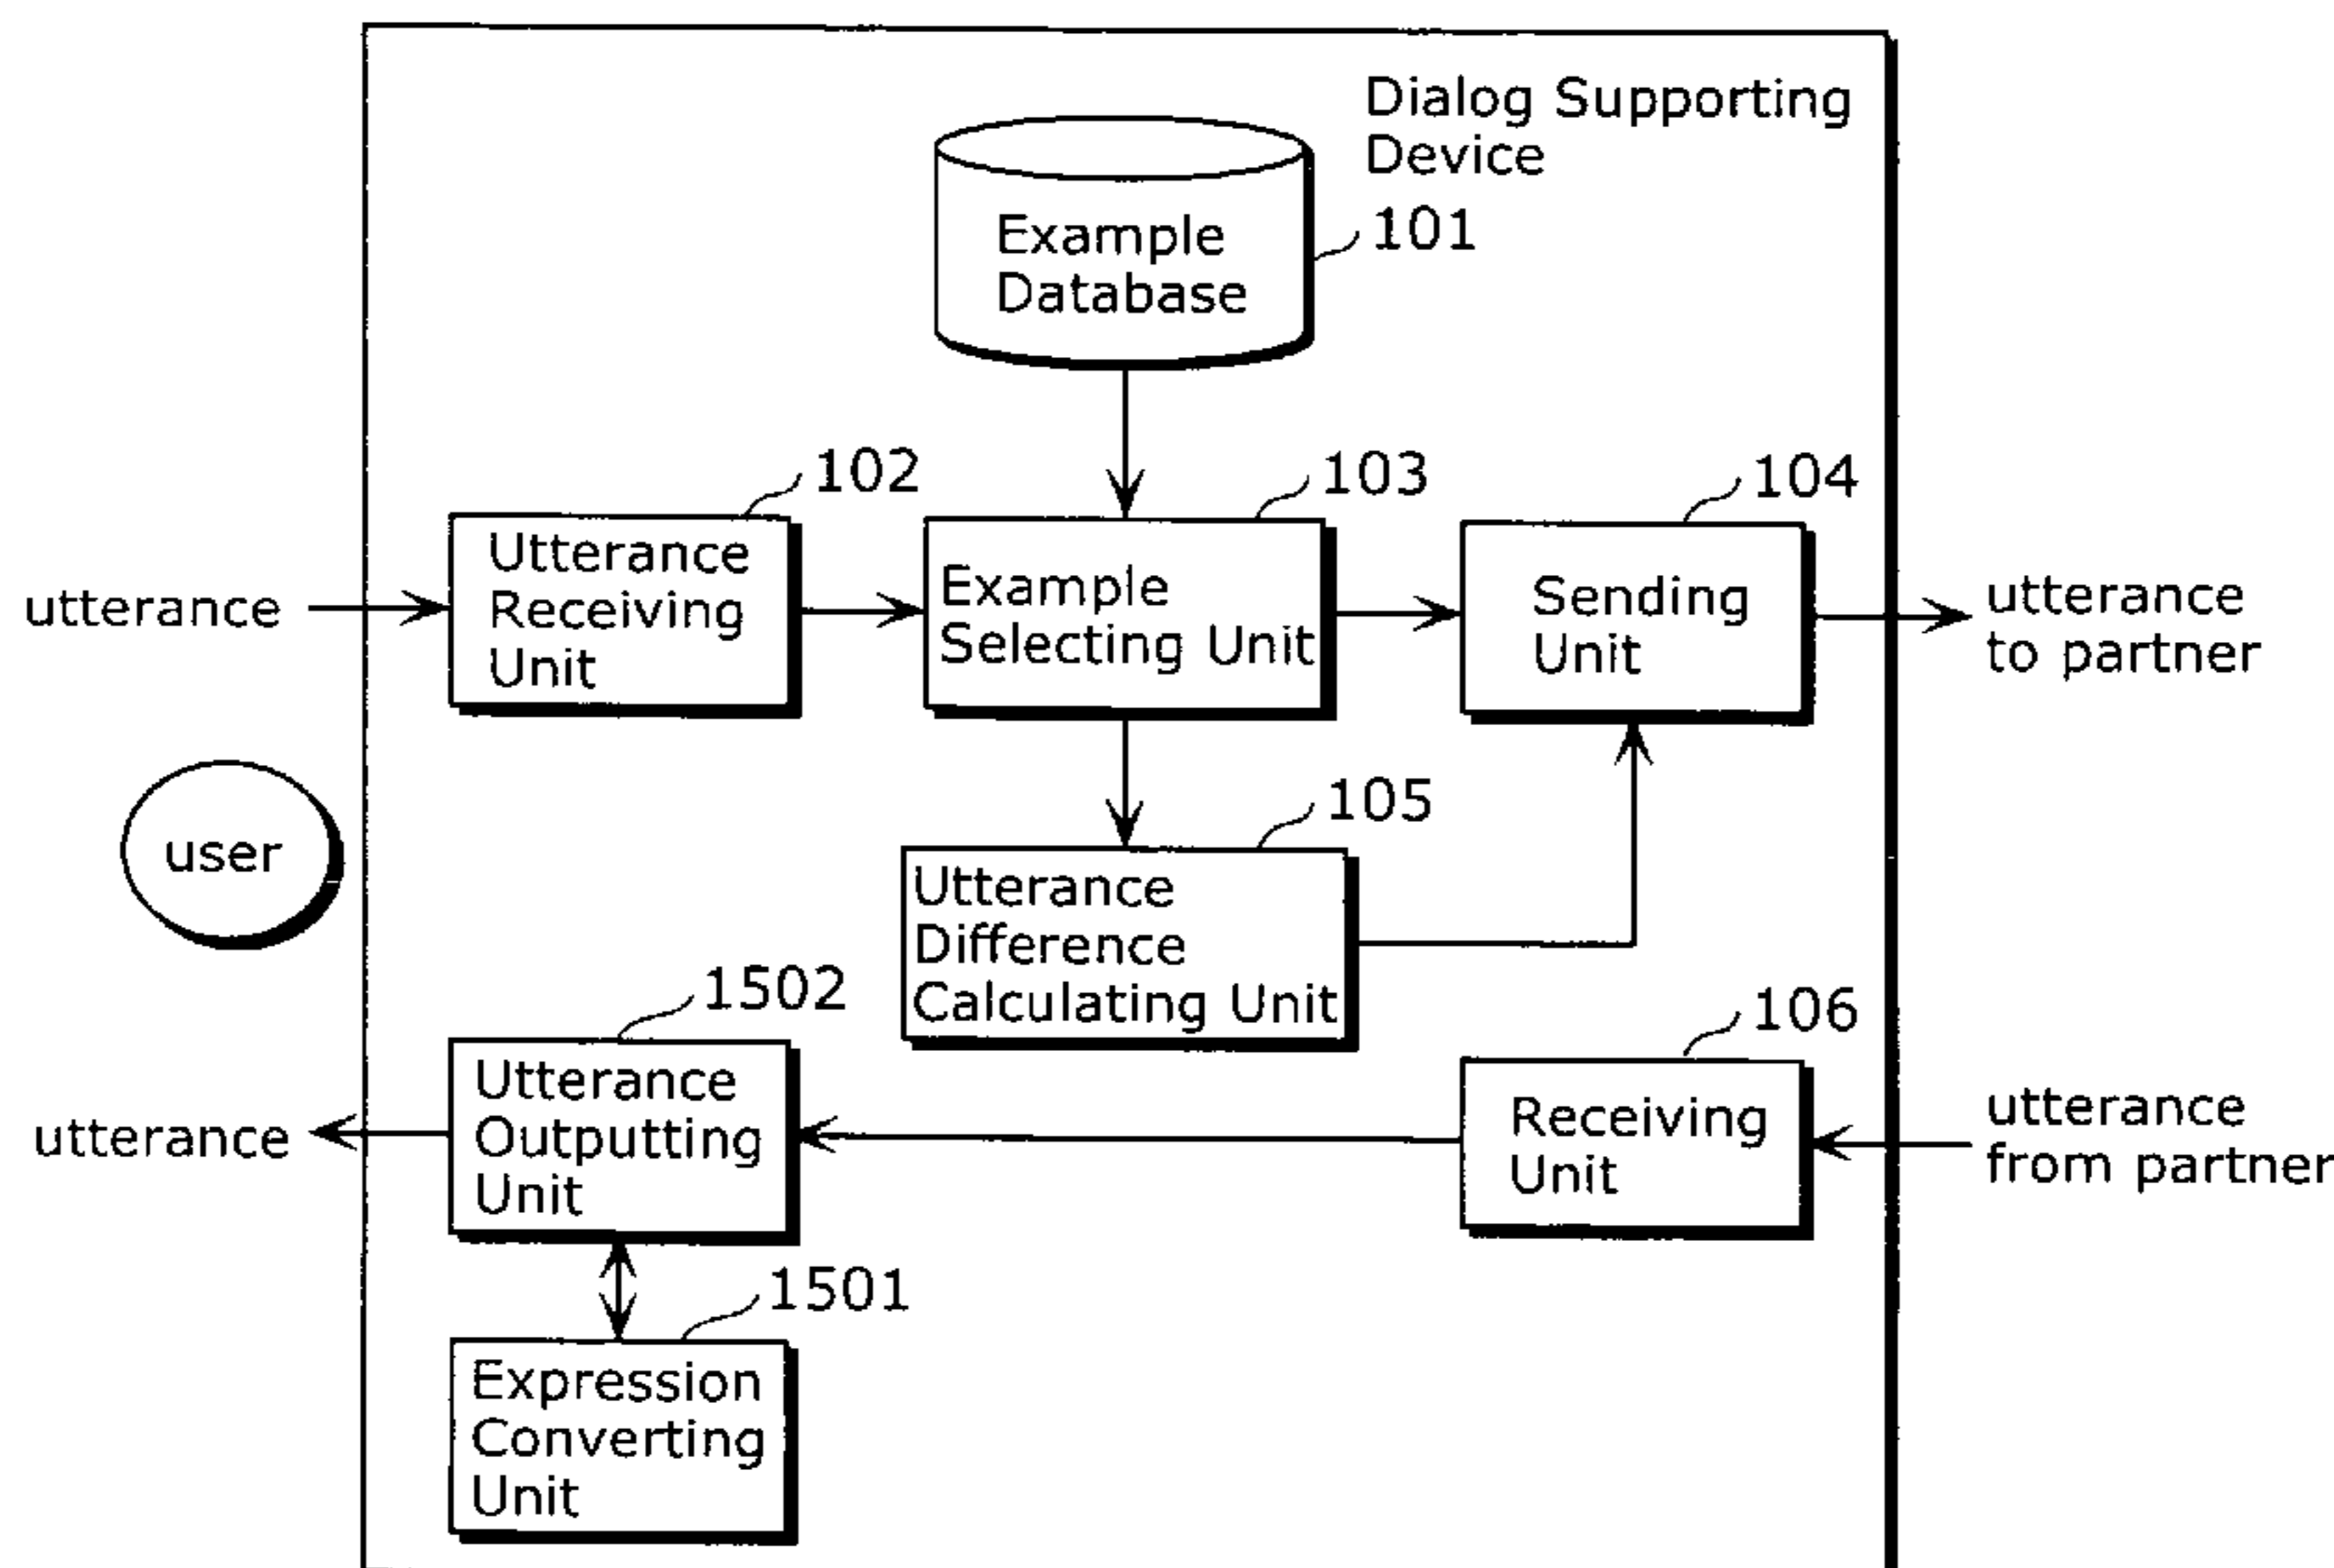 Dialog Supporting
Device
Example
Database
101
102
103
104
Utterance
Receiving
Unit
Example
Selecting Unit
Sending
Unit
utterance
utterance
to partner
user
105
Utterance
Difference
Calculating Unit
1502
106
Utterance
Outputting
Unit
Receiving
Unit
utterance
utterance
from partner
1501
Expression
Converting
Unit